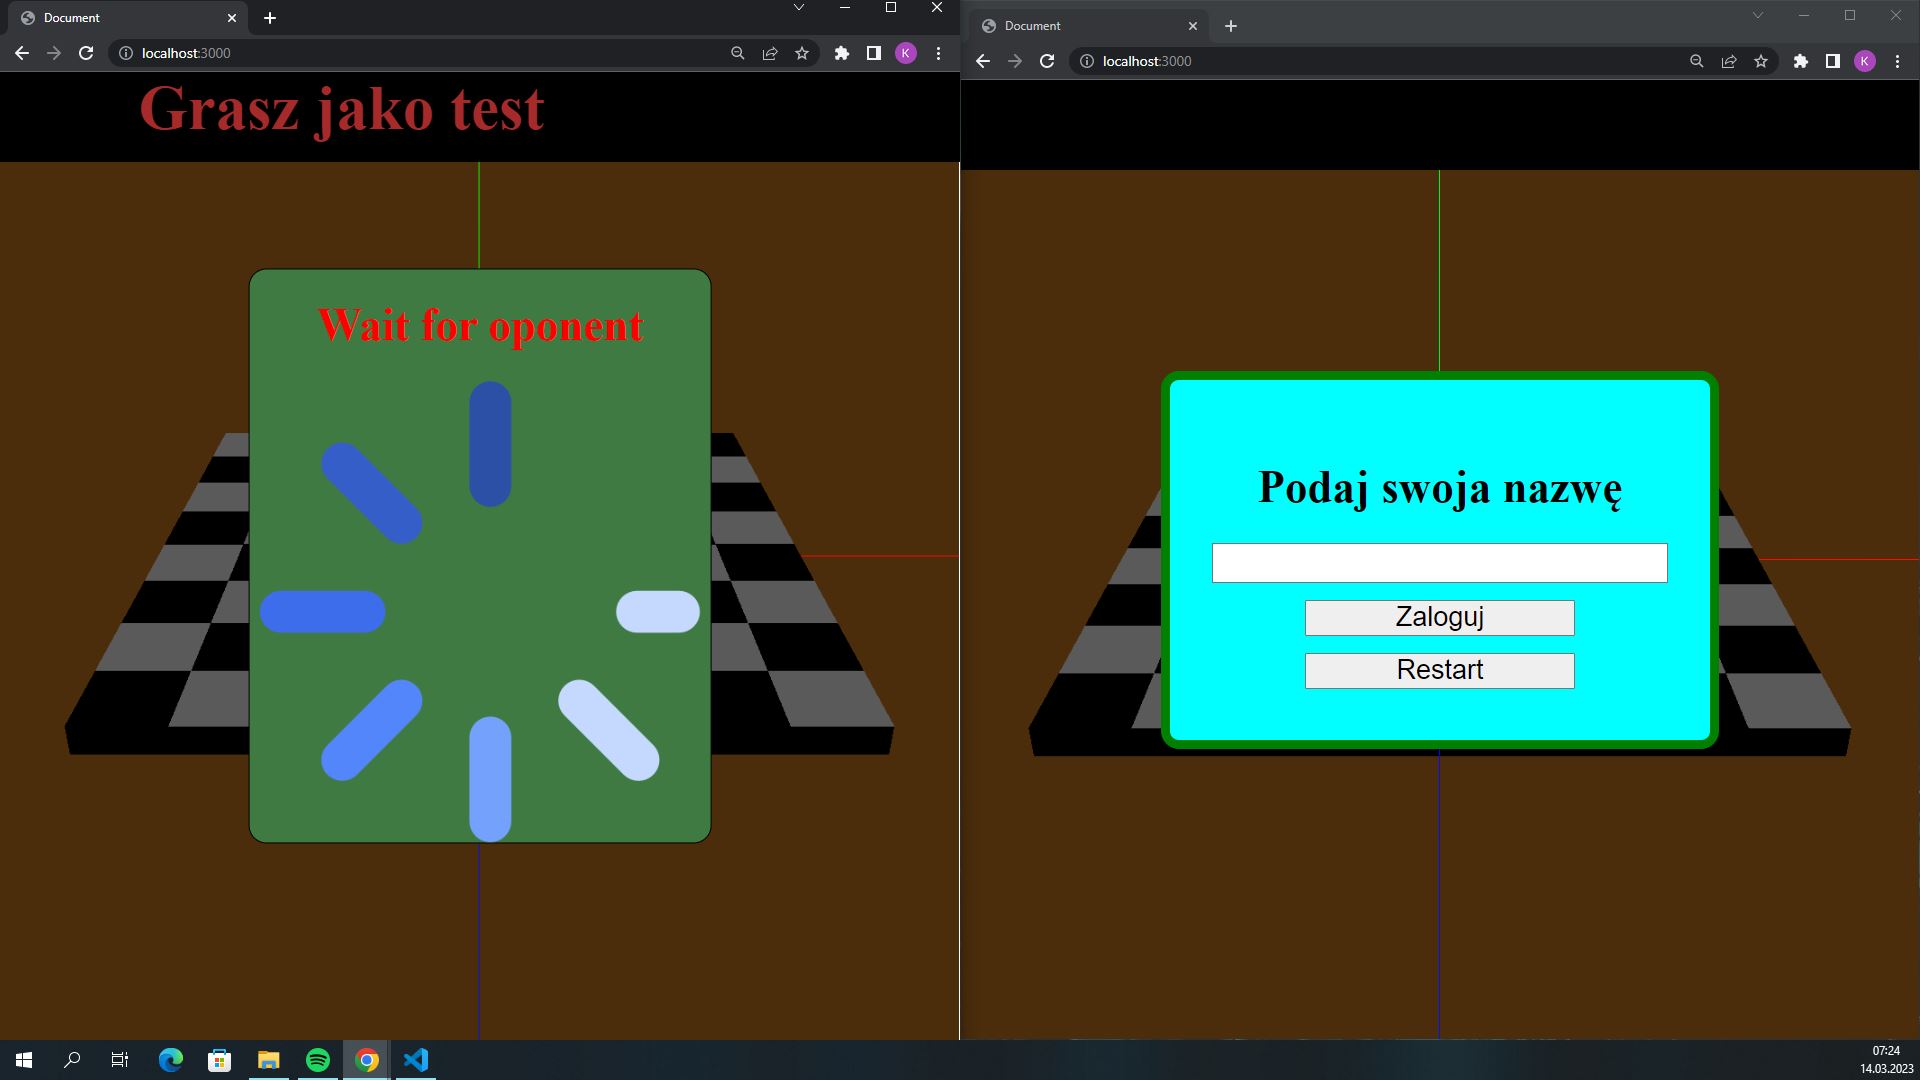 Document
localhost:3000
K
Grasz jako test
Wait for oponent
Document
localhost:3000
K
Podaj swoja nazwę
Zaloguj
Restart
07:24
14.03.2023